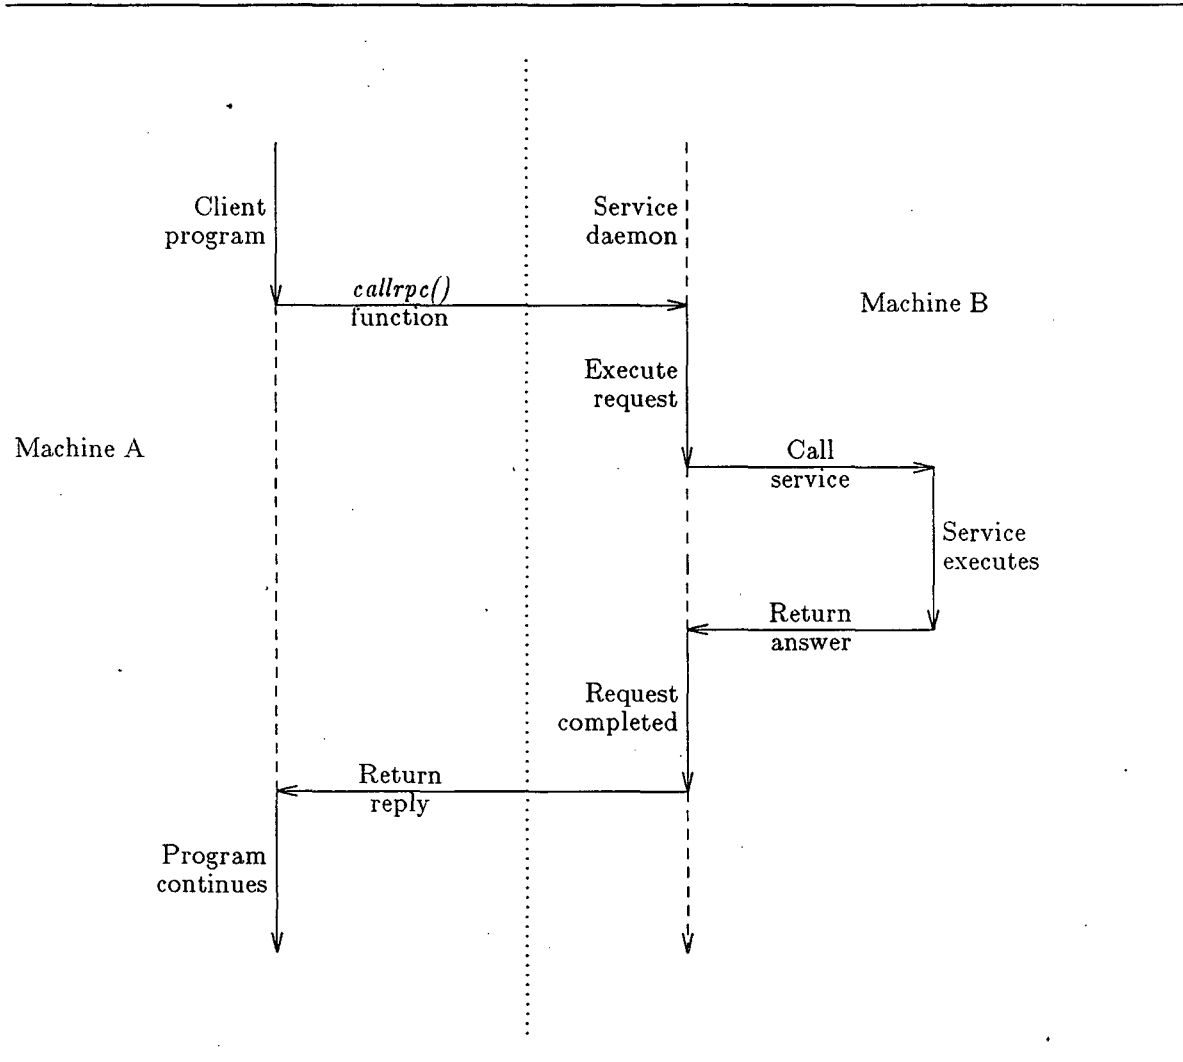 Client
program
Service
daemon
callrpc()
function
Machine B
Execute
request
Machine A
Call
service
Service
executes
Return
answer
Request
completed
Return
reply
Program
continues